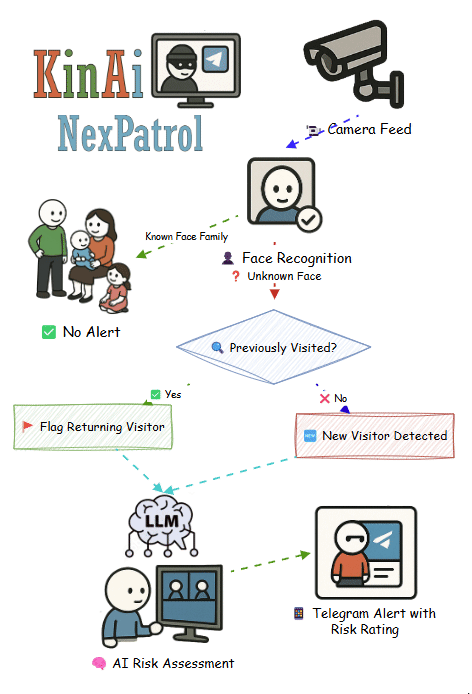 KinAi
NexPatrol
Camera Feed
Known Face Family
Face Recognition
❓ Unknown Face
✅ No Alert
🔍 Previously Visited?
✅ Yes
❌ No
🚩 Flag Returning Visitor
🆕 New Visitor Detected
LLM
Telegram Alert with
Risk Rating
🧠 AI Risk Assessment